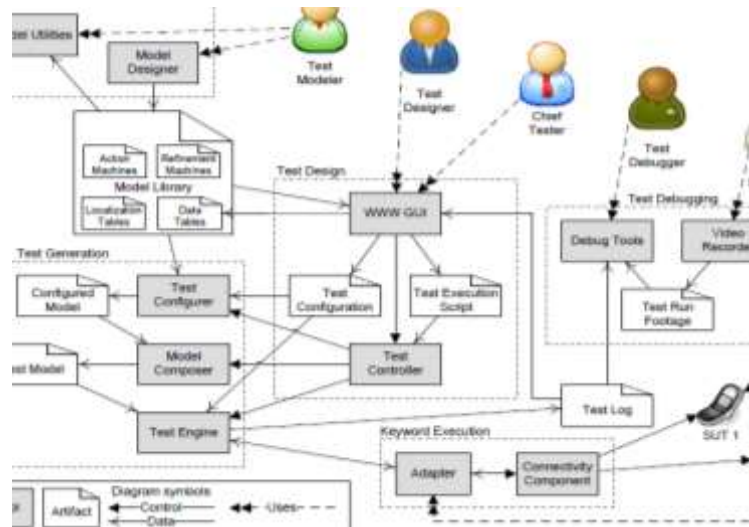 del Utilities
Model
Designer
Test
Modeler
Test
Designer
Chief
Tester
Test
Debugger
Action
Machines
Refinement
Machines
Model Library
Localization
Tables
Data
Tables
Test Design
WWW GUI
Test Debugging
Debug Tools
Video
Recorde
Test Run
Footage
Test Generation
Configured
Model
Test
Configurer
Test
Configuration
Test Execution
Script
est Model
Model
Composer
Test
Controller
Test Engine
Test Log
SUT 1
Keyword Execution
Adapter
Connectivity
Component
Artifact
Diagram symbols
Control
Data
Uses